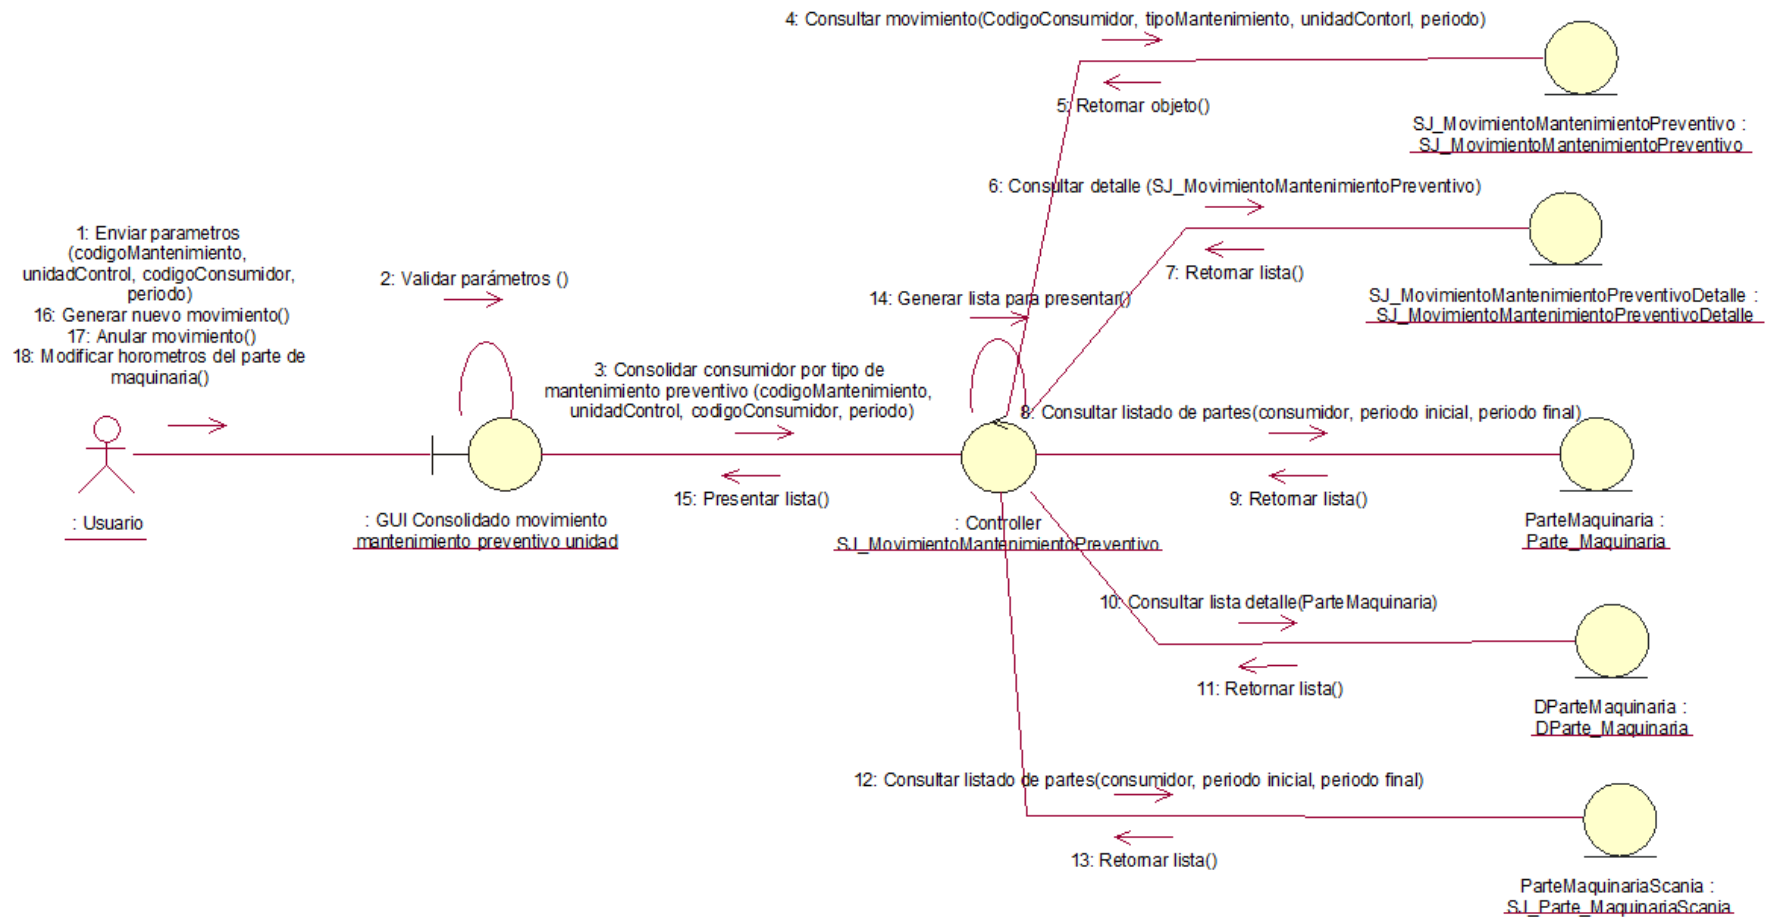 4: Consultar movimiento(CodigoConsumidor, tipoMantenimiento, unidadContorl, periodo)
5: Retornar objeto()
SJ_MovimientoMantenimientoPreventivo :
SJ_MovimientoMantenimientoPreventivo
6: Consultar detalle (SJ_MovimientoMantenimientoPreventivo)
7: Retornar lista()
SJ_MovimientoMantenimientoPreventivoDetalle :
SJ_MovimientoMantenimientoPreventivoDetalle
1: Enviar parametros
(codigoMantenimiento,
unidadControl, codigoConsumidor,
periodo)
16: Generar nuevo movimiento()
17: Anular movimiento()
18: Modificar horometros del parte de
maquinaria()
2: Validar parámetros ()
14: Generar lista para presentar()
3: Consolidar consumidor por tipo de
mantenimiento preventivo (codigoMantenimiento,
unidadControl, codigoConsumidor, periodo)
8: Consultar listado de partes(consumidor, periodo inicial, periodo final)
15: Presentar lista()
9: Retornar lista()
: Usuario
: GUI Consolidado movimiento
mantenimiento preventivo unidad
: Controller
SJ_MovimientoMantenimientoPreventivo
ParteMaquinaria :
Parte_Maquinaria
10: Consultar lista detalle(ParteMaquinaria)
11: Retornar lista()
DParteMaquinaria :
DParte_Maquinaria
12: Consultar listado de partes(consumidor, periodo inicial, periodo final)
13: Retornar lista()
ParteMaquinariaScania :
SJ_Parte_MaquinariaScania